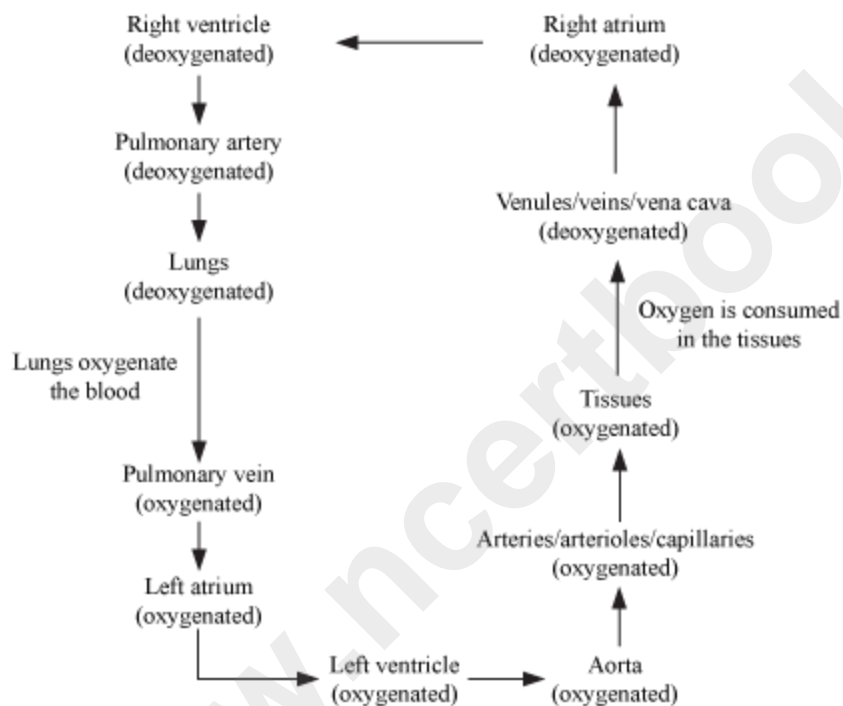 Right ventricle
(deoxygenated)
Right atrium
(deoxygenated)
Pulmonary artery
(deoxygenated)
Venules/veins/vena cava
(deoxygenated)
Lungs
(deoxygenated)
Oxygen is consumed
in the tissues
Lungs oxygenate
the blood
Tissues
(oxygenated)
Pulmonary vein
(oxygenated)
Arteries/arterioles/capillaries
(oxygenated)
Left atrium
(oxygenated)
Left ventricle
(oxygenated)
Aorta
(oxygenated)
w.ncertbook